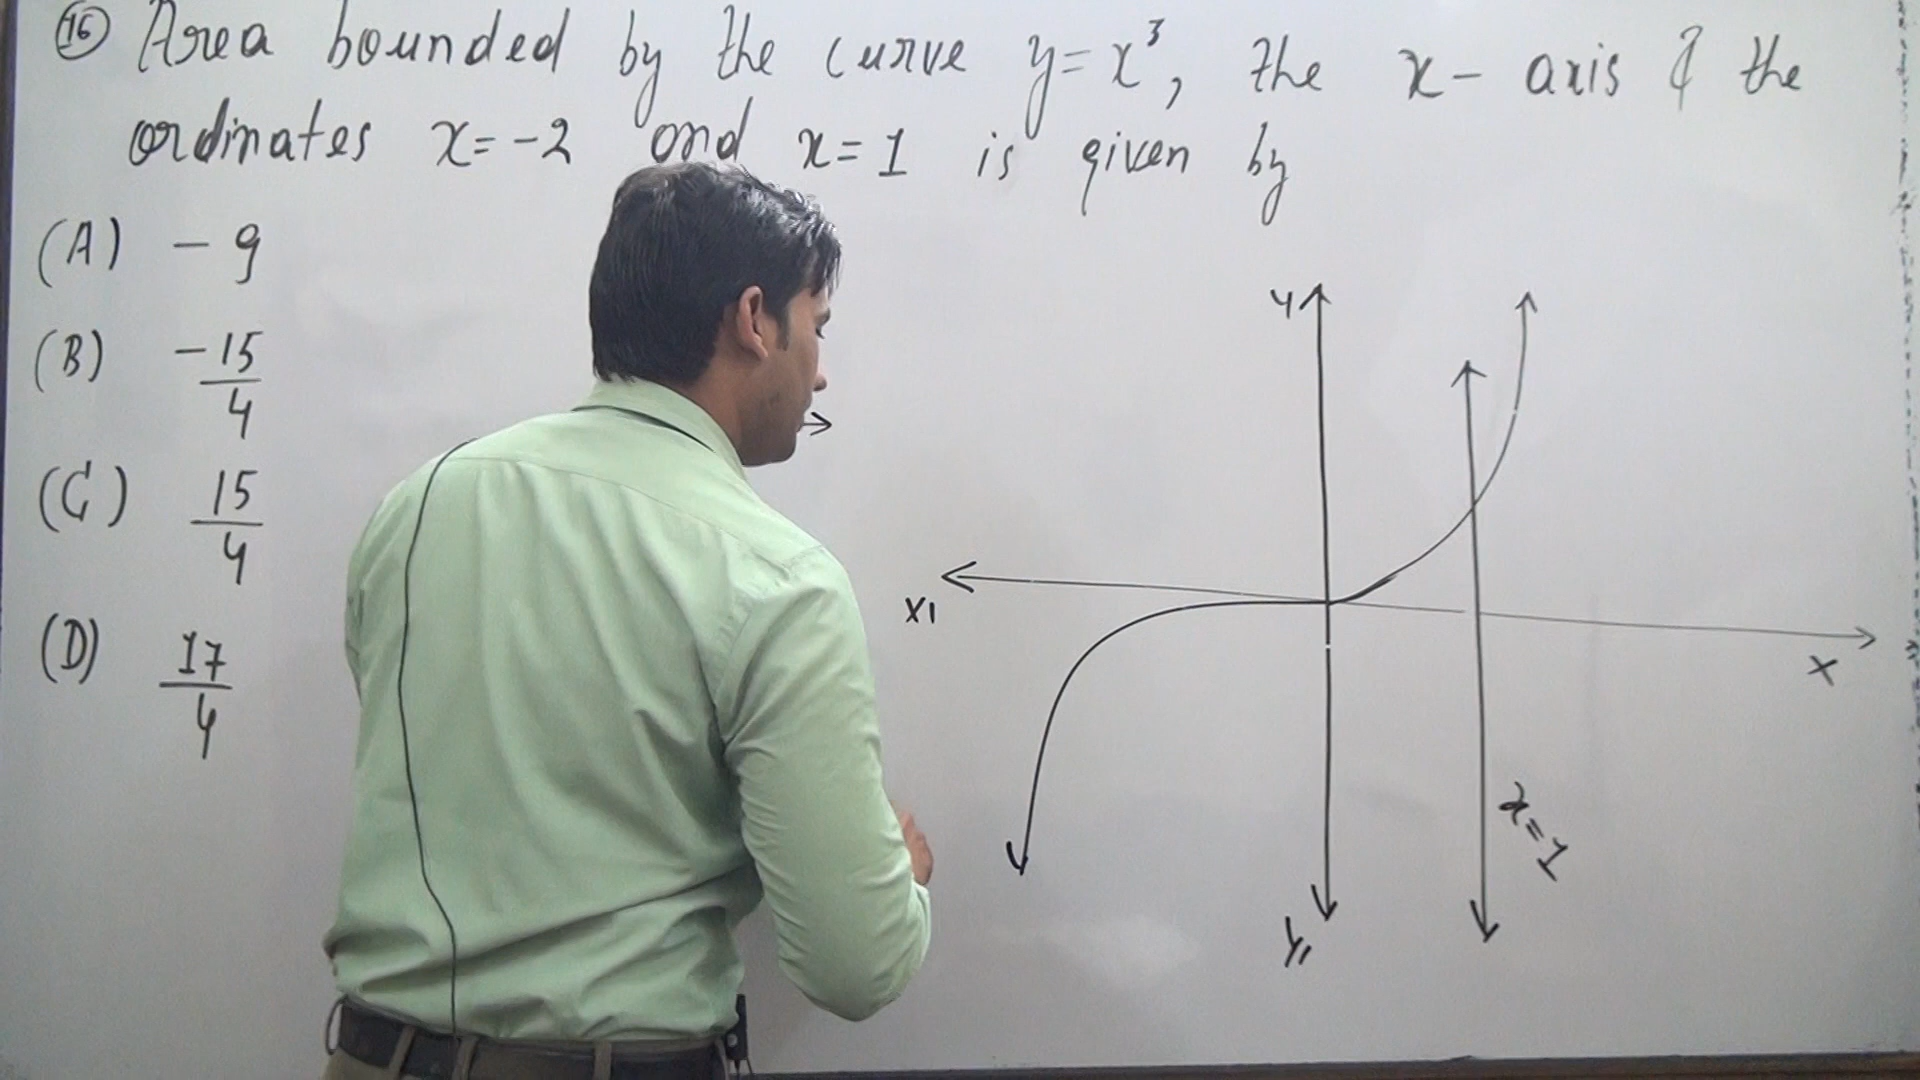 16 Area bounded by the curve y = x³, the x-axis & the
ordinates x = -2 and x = 1 is given by
(A) -9
(B) -15/4
(C) 15/4
(D) 17/4
Y
X₁
X
x=1
Y₁